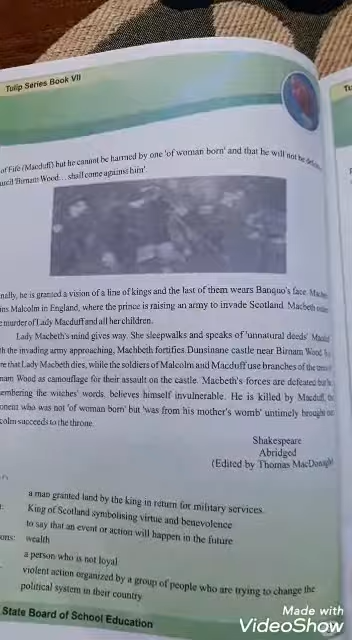 Tulip Series Book VII
Tu
of Fife (Macduff) but he cannot be harmed by one 'of woman born' and that he will not be
until 'Birnam Wood... shall come against him'.
nally, he is granted a vision of a line of kings and the last of them wears Banquo's face.
ins Malcolm in England, where the prince is raising an army to invade Scotland. Macbeth
e murder of Lady Macduff and all her children.
Lady Macbeth's mind gives way. She sleepwalks and speaks of 'unnatural deeds'.
th the invading army approaching, Machbeth fortifies Dunsinane castle near Birnam Wood.
re that Lady Macbeth dies, while the soldiers of Malcolm and Macduff use branches of the
nam Wood as camouflage for their assault on the castle. Macbeth's forces are defeated but
embering the witches' words, believes himself invulnerable. He is killed by Macduff,
onent who was not 'of woman born' but 'was from his mother's womb' untimely brought
colm succeeds to the throne.
Shakespeare
Abridged
(Edited by Thomas MacDonagh)
a man granted land by the king in return for military services.
King of Scotland symbolising virtue and benevolence
to say that an event or action will happen in the future
ons: wealth
a person who is not loyal
violent action organized by a group of people who are trying to change the
political system in their country
State Board of School Education
Made with
VideoShow